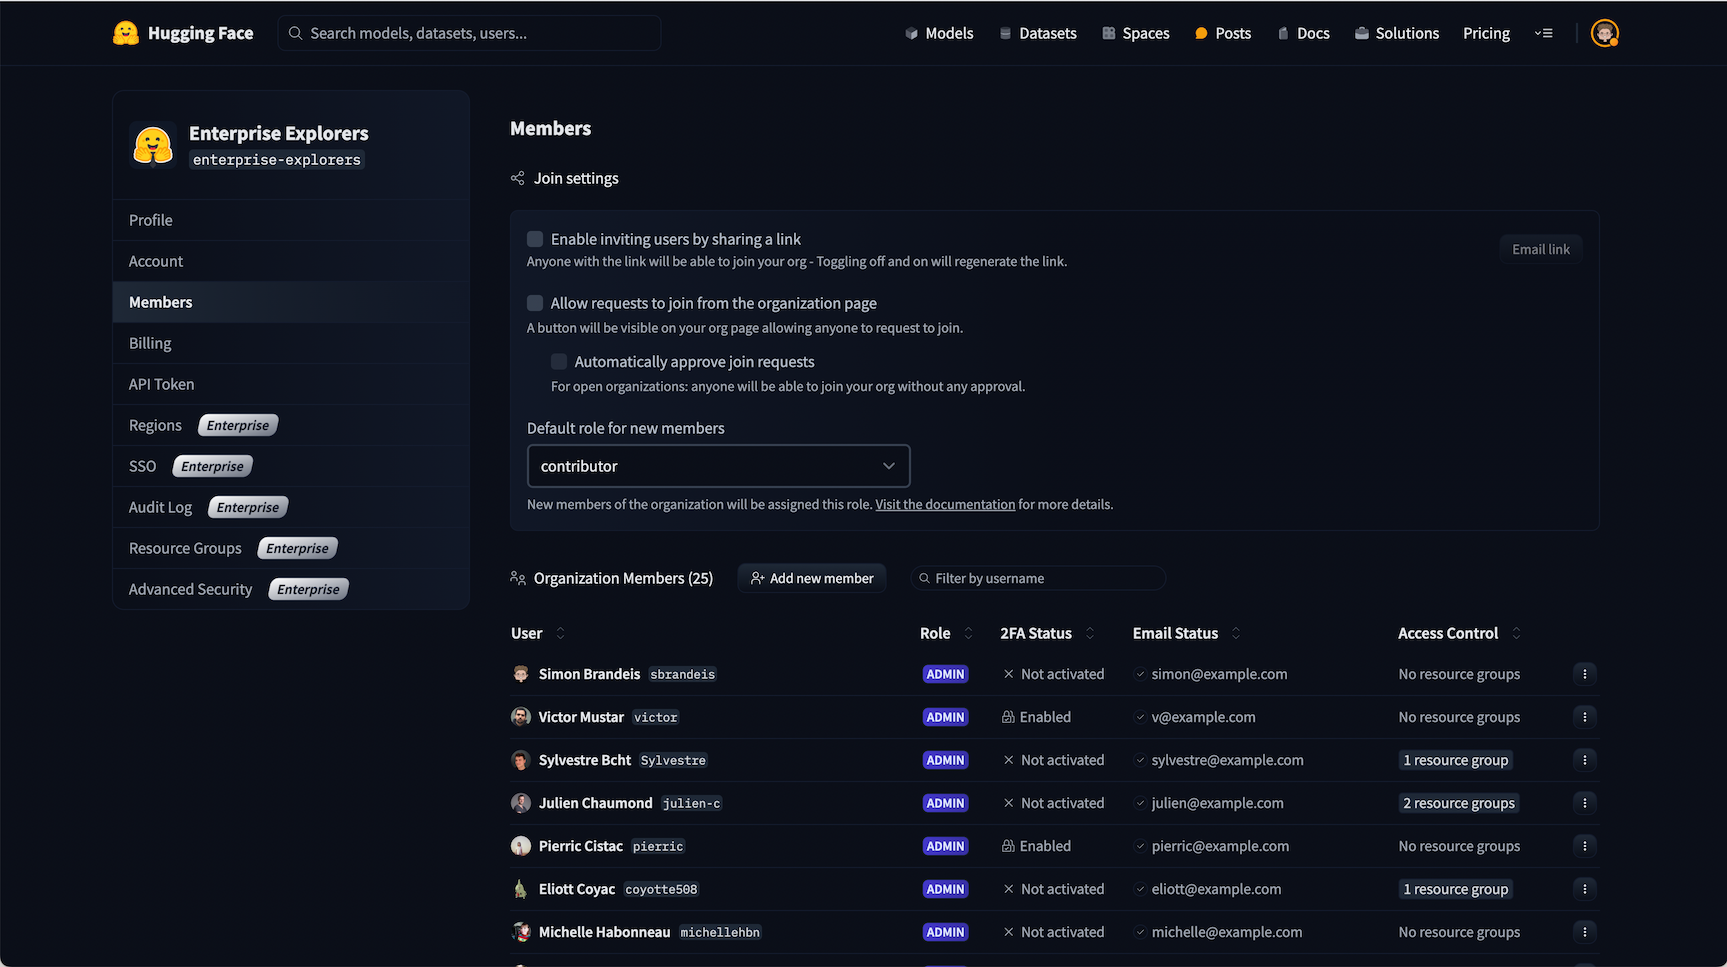 Hugging Face
Search models, datasets, users...
Models
Datasets
Spaces
Posts
Docs
Solutions
Pricing
Enterprise Explorers
enterprise-explorers
Profile
Account
Members
Billing
API Token
Regions Enterprise
SSO Enterprise
Audit Log Enterprise
Resource Groups Enterprise
Advanced Security Enterprise
Members
Join settings
Enable inviting users by sharing a link
Anyone with the link will be able to join your org - Toggling off and on will regenerate the link.
Email link
Allow requests to join from the organization page
A button will be visible on your org page allowing anyone to request to join.
Automatically approve join requests
For open organizations: anyone will be able to join your org without any approval.
Default role for new members
contributor
New members of the organization will be assigned this role. Visit the documentation for more details.
Organization Members (25)
Add new member
Filter by username
User Role 2FA Status Email Status Access Control
Simon Brandeis sbrandeis ADMIN Not activated simon@example.com No resource groups
Victor Mustar victor ADMIN Enabled v@example.com No resource groups
Sylvestre Bcht Sylvestre ADMIN Not activated sylvestre@example.com 1 resource group
Julien Chaumond julien-c ADMIN Not activated julien@example.com 2 resource groups
Pierric Cistac pierric ADMIN Enabled pierric@example.com No resource groups
Eliott Coyac coyotte508 ADMIN Not activated eliott@example.com 1 resource group
Michelle Habonneau michellehbn ADMIN Not activated michelle@example.com No resource groups